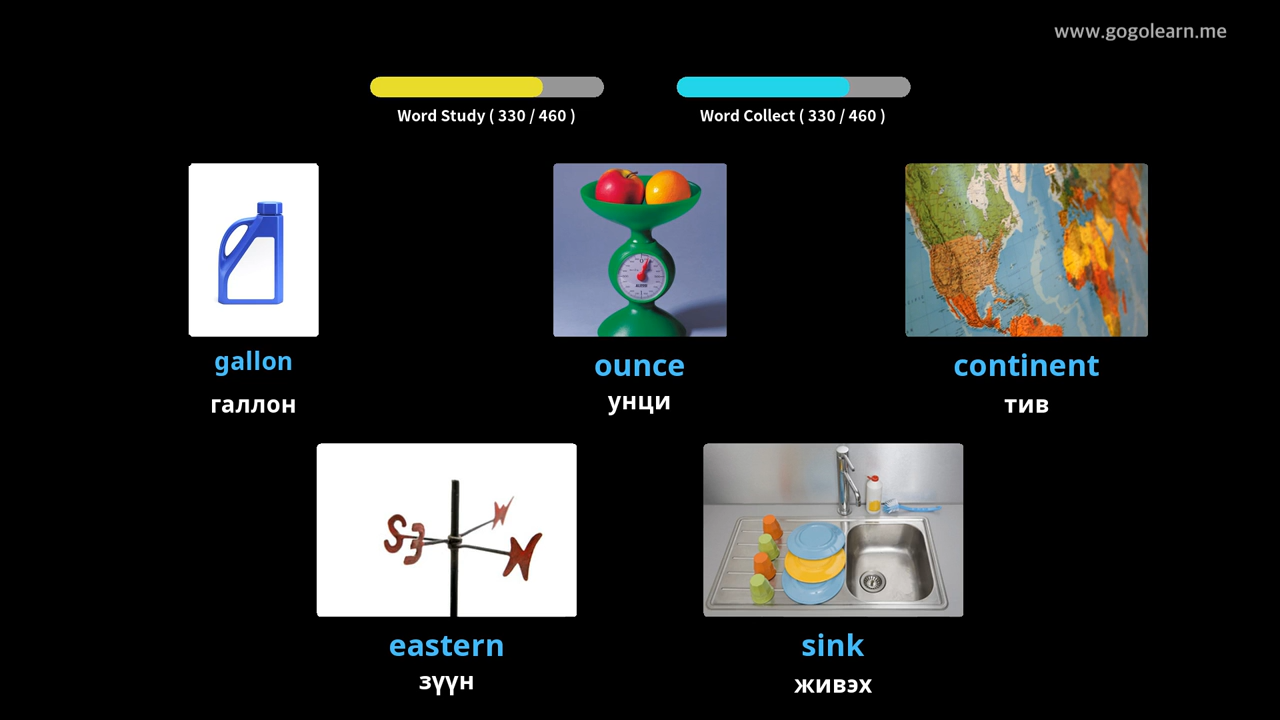 www.gogolearn.me
Word Study ( 330 / 460 )
Word Collect ( 330 / 460 )
gallon
галлон
ounce
унци
continent
тив
S E N
eastern
зүүн
sink
живэх